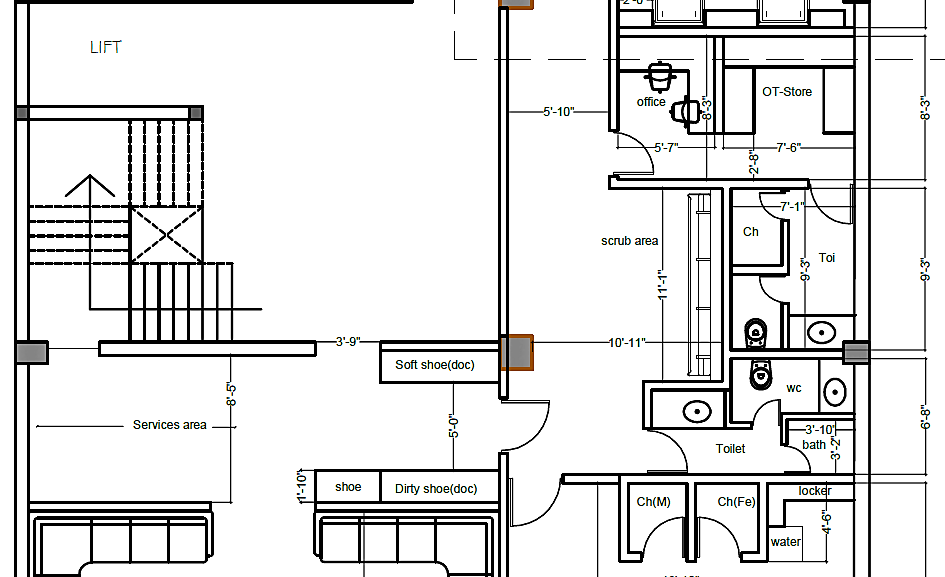 2'-0"
LIFT
OT-Store
office
5'-10"
8'-3"
8'-3"
5'-7"
7'-6"
2'-8"
7'-1"
Ch
scrub area
Toi
9'-3"
9'-3"
11'-1"
3'-9"
10'-11"
Soft shoe(doc)
8'-5"
wc
5'-0"
6'-8"
Services area
3'-10"
bath
3'-2"
Toilet
1'-10"
shoe
Dirty shoe(doc)
locker
Ch(M)
Ch(Fe)
4'-6"
water